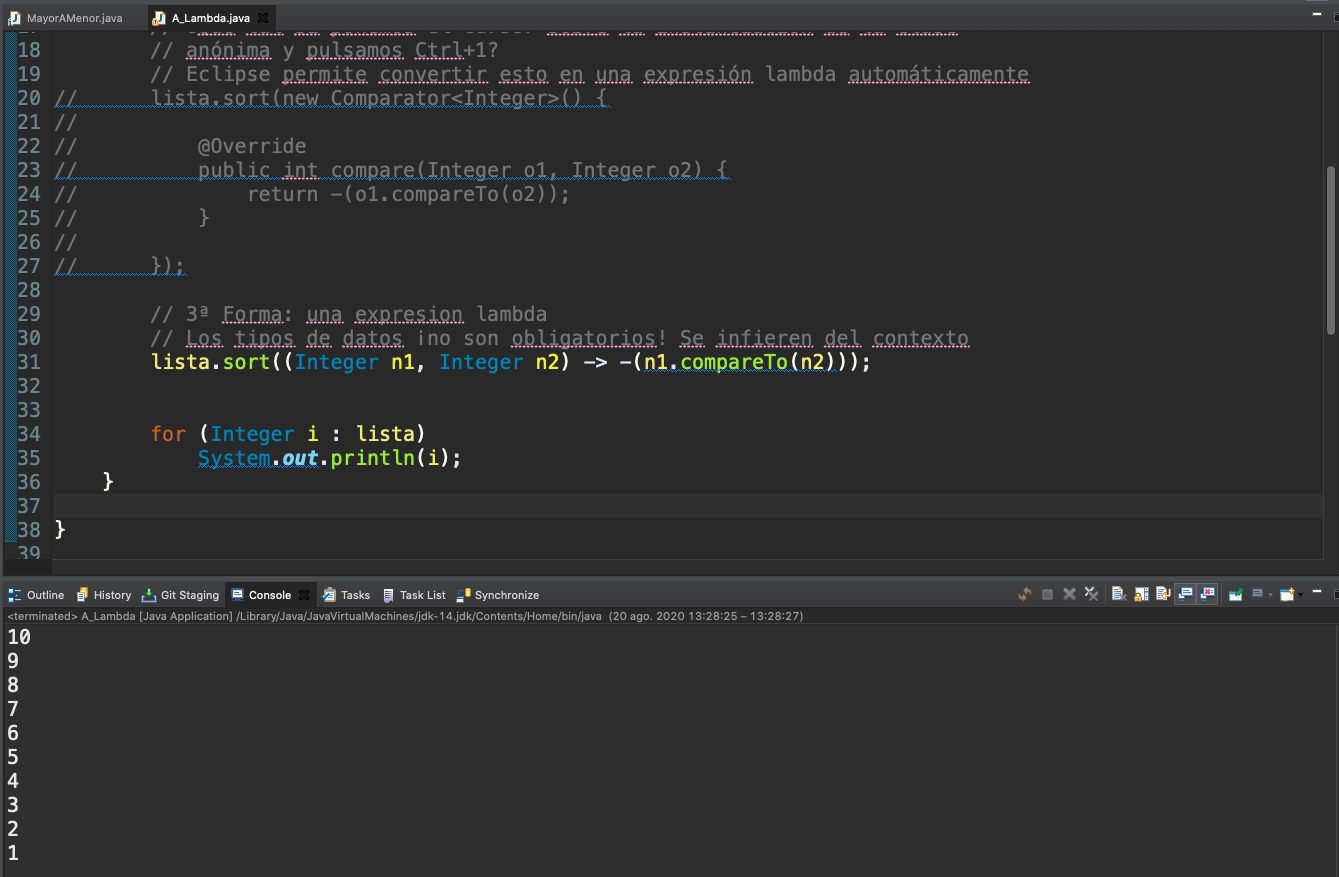 MayorAMenor.java
A_Lambda.java
18 // anónima y pulsamos Ctrl+1?
19 // Eclipse permite convertir esto en una expresión lambda automáticamente
20 // lista.sort(new Comparator<Integer>() {
21 //
22 // @Override
23 // public int compare(Integer o1, Integer o2) {
24 // return -(o1.compareTo(o2));
25 // }
26 //
27 // });
28
29 // 3ª Forma: una expresion lambda
30 // Los tipos de datos ¡no son obligatorios! Se infieren del contexto
31 lista.sort((Integer n1, Integer n2) -> -(n1.compareTo(n2)));
32
33
34 for (Integer i : lista)
35 System.out.println(i);
36 }
37
38 }
39
Outline History Git Staging Console Tasks Task List Synchronize
<terminated> A_Lambda [Java Application] /Library/Java/JavaVirtualMachines/jdk-14.jdk/Contents/Home/bin/java (20 ago. 2020 13:28:25 – 13:28:27)
10
9
8
7
6
5
4
3
2
1